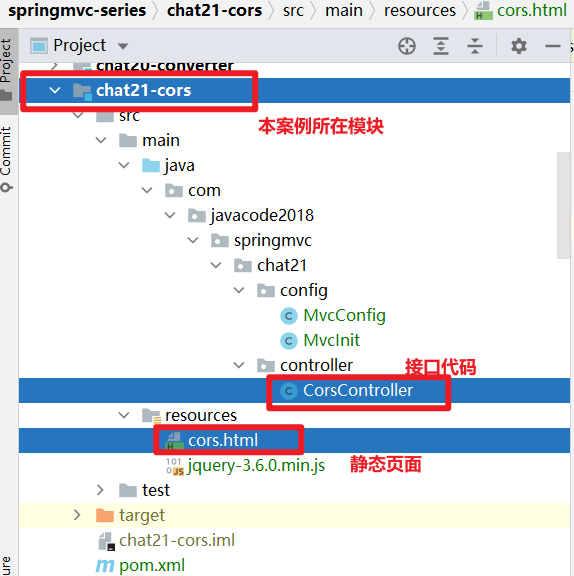 springmvc-series chat21-cors src main resources cors.html
Project
Project
chat20-converter
chat21-cors
本案例所在模块
src
Commit
main
java
com
javacode2018
springmvc
chat21
config
MvcConfig
MvcInit
controller
接口代码
CorsController
resources
cors.html
jquery-3.6.0.min.js
静态页面
test
target
chat21-cors.iml
pom.xml